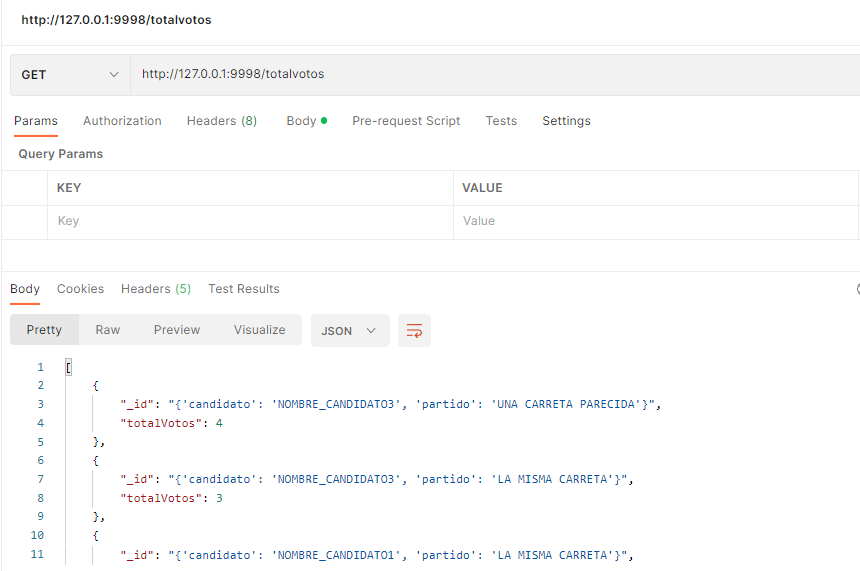 http://127.0.0.1:9998/totalvotos
GET http://127.0.0.1:9998/totalvotos
Params Authorization Headers (8) Body Pre-request Script Tests Settings
Query Params
KEY VALUE
Key Value
Body Cookies Headers (5) Test Results
Pretty Raw Preview Visualize JSON
1 [
2 {
3 "_id": "{'candidato': 'NOMBRE_CANDIDATO3', 'partido': 'UNA CARRETA PARECIDA'}",
4 "totalVotos": 4
5 },
6 {
7 "_id": "{'candidato': 'NOMBRE_CANDIDATO3', 'partido': 'LA MISMA CARRETA'}",
8 "totalVotos": 3
9 },
10 {
11 "_id": "{'candidato': 'NOMBRE_CANDIDATO1', 'partido': 'LA MISMA CARRETA'}",